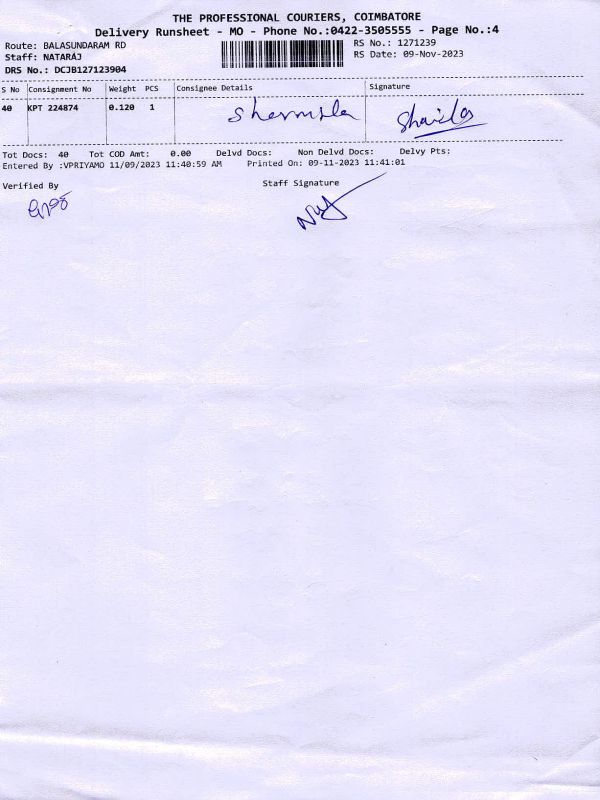 THE PROFESSIONAL COURIERS, COIMBATORE
Delivery Runsheet - MO - Phone No.:0422-3505555 - Page No.:4
Route: BALASUNDARAM RD
RS No.: 1271239
Staff: NATARAJ
RS Date: 09-Nov-2023
DRS No.: DCJB127123904
S No Consignment No Weight PCS Consignee Details Signature
40 KPT 224874 0.120 1 Sharmila
Tot Docs: 40 Tot COD Amt: 0.00 Delvd Docs: Non Delvd Docs: Delvy Pts:
Entered By :VPRIYAMO 11/09/2023 11:40:59 AM Printed On: 09-11-2023 11:41:01
Verified By Staff Signature